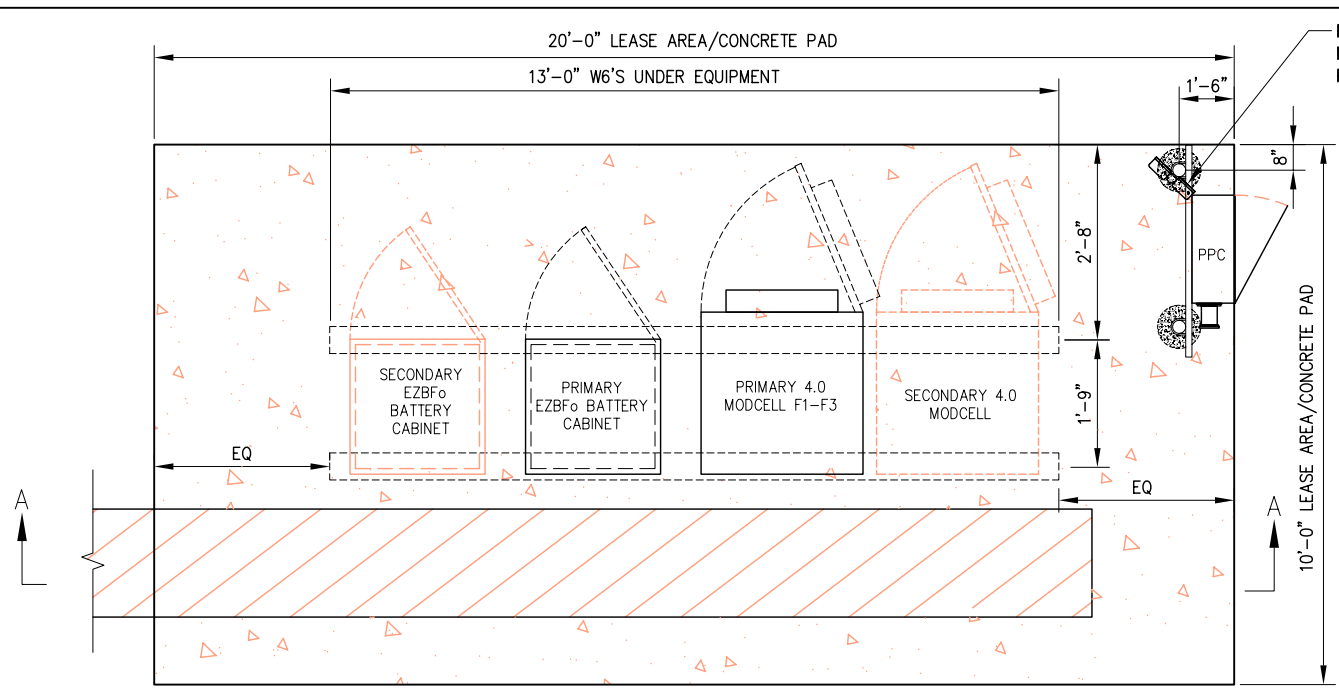 20'-0" LEASE AREA/CONCRETE PAD
13'-0" W6'S UNDER EQUIPMENT
1'-6"
8"
2'-8"
PPC
SECONDARY
EZBFo
BATTERY
CABINET
PRIMARY
EZBFo BATTERY
CABINET
PRIMARY 4.0
MODCELL F1-F3
SECONDARY 4.0
MODCELL
1'-9"
10'-0" LEASE AREA/CONCRETE PAD
EQ
EQ
A
A